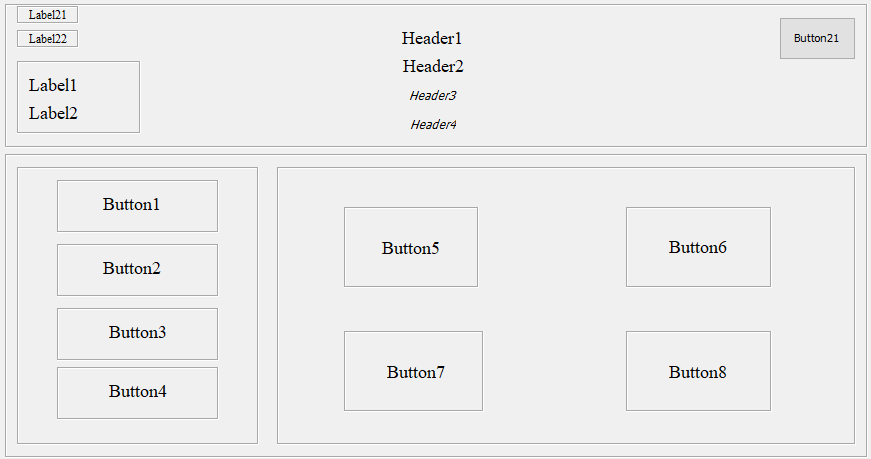 Label21
Label22
Label1
Label2
Header1
Header2
Header3
Header4
Button21
Button1
Button2
Button3
Button4
Button5
Button6
Button7
Button8